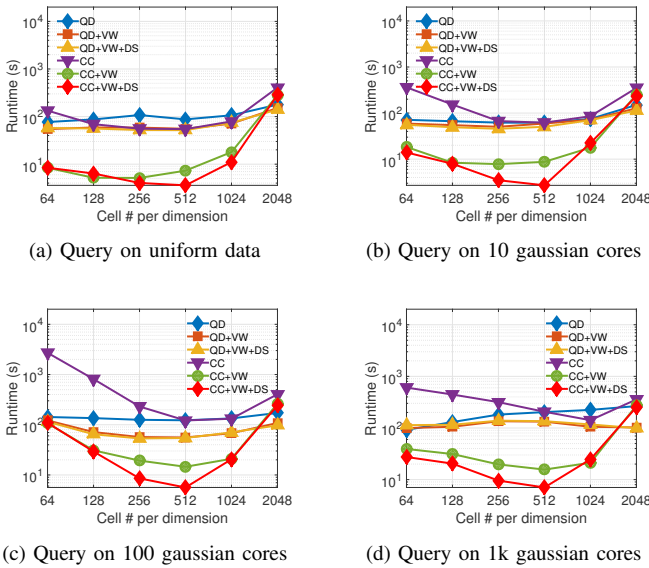 10^4
10^3
10^2
10^1
Runtime (s)
QD
QD+VW
QD+VW+DS
CC
CC+VW
CC+VW+DS
64 128 256 512 1024 2048
Cell # per dimension
(a) Query on uniform data
10^4
10^3
10^2
10^1
Runtime (s)
QD
QD+VW
QD+VW+DS
CC
CC+VW
CC+VW+DS
64 128 256 512 1024 2048
Cell # per dimension
(b) Query on 10 gaussian cores
10^4
10^3
10^2
10^1
Runtime (s)
QD
QD+VW
QD+VW+DS
CC
CC+VW
CC+VW+DS
64 128 256 512 1024 2048
Cell # per dimension
(c) Query on 100 gaussian cores
10^4
10^3
10^2
10^1
Runtime (s)
QD
QD+VW
QD+VW+DS
CC
CC+VW
CC+VW+DS
64 128 256 512 1024 2048
Cell # per dimension
(d) Query on 1k gaussian cores